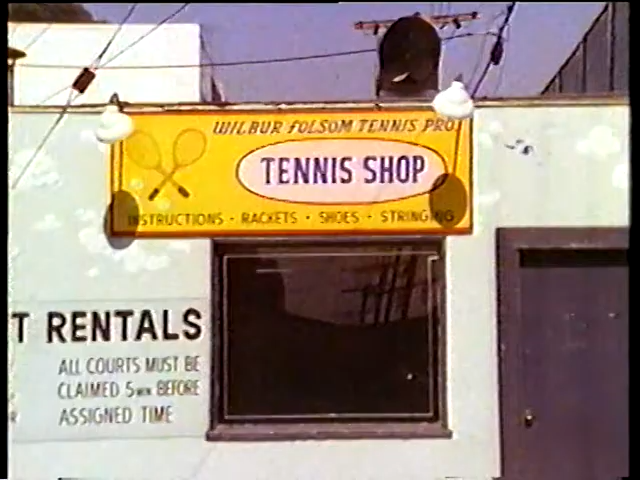 WILBUR FOLSOM TENNIS PRO
TENNIS SHOP
INSTRUCTIONS · RACKETS · SHOES · STRINGING
T RENTALS
ALL COURTS MUST BE
CLAIMED 5 MIN BEFORE
ASSIGNED TIME